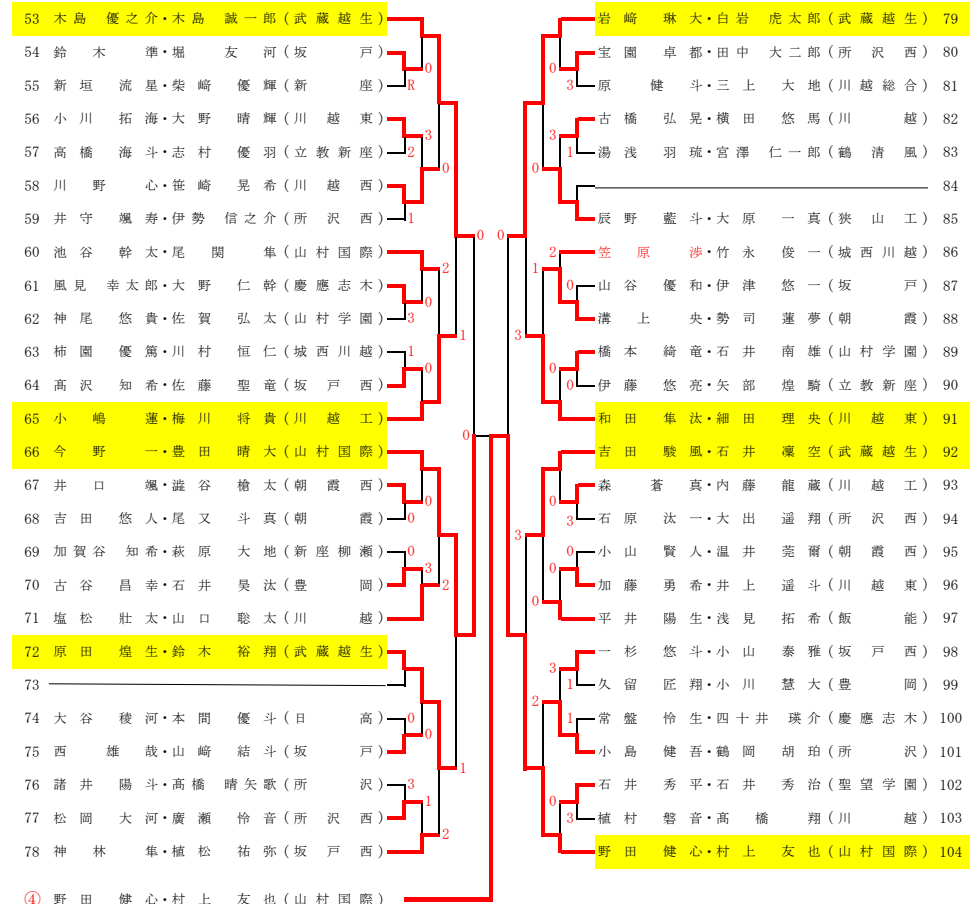 53 木島 優之介・木島 誠一郎(武蔵越生)
54 鈴木 準・堀 友河(坂戸)
0
55 新垣 流星・柴﨑 優輝(新座)
R
56 小川 拓海・大野 晴輝(川越東)
3
57 高橋 海斗・志村 優羽(立教新座)
2
0
58 川野 心・笹崎 晃希(川越西)
59 井守 颯寿・伊勢 信之介(所沢西)
1
0
60 池谷 幹太・尾関 隼(山村国際)
2
61 風見 幸太郎・大野 仁幹(慶應志木)
0
62 神尾 悠貴・佐賀 弘太(山村学園)
3
1
63 柿園 優篤・川村 恒仁(城西川越)
1
0
64 髙沢 知希・佐藤 聖竜(坂戸西)
65 小嶋 蓮・梅川 将貴(川越工)
0
66 今野 一・豊田 晴大(山村国際)
67 井口 颯・澁谷 槍太(朝霞西)
0
68 吉田 悠人・尾又 斗真(朝霞)
0
69 加賀谷 知希・萩原 大地(新座柳瀬)
0
3
70 古谷 昌幸・石井 昊汰(豊岡)
2
71 塩松 壮太・山口 聡太(川越)
72 原田 煌生・鈴木 裕翔(武蔵越生)
73
74 大谷 稜河・本間 優斗(日高)
0
0
75 西 雄哉・山﨑 結斗(坂戸)
1
76 諸井 陽斗・髙橋 晴矢歌(所沢)
3
1
77 松岡 大河・廣瀬 怜音(所沢西)
2
78 神林 隼・植松 祐弥(坂戸西)
④ 野田 健心・村上 友也(山村国際)
岩﨑 琳大・白岩 虎太郎(武蔵越生) 79
宝園 卓都・田中 大二郎(所沢西) 80
0
3
原 健斗・三上 大地(川越総合) 81
古橋 弘晃・横田 悠馬(川越) 82
3
1
湯浅 羽琉・宮澤 仁一郎(鶴清風) 83
0
84
辰野 藍斗・大原 一真(狭山工) 85
0
2
笠原 渉・竹永 俊一(城西川越) 86
1
0
山谷 優和・伊津 悠一(坂戸) 87
溝上 央・勢司 蓮夢(朝霞) 88
3
橋本 綺竜・石井 南雄(山村学園) 89
0
0
伊藤 悠亮・矢部 煌騎(立教新座) 90
和田 隼汰・細田 理央(川越東) 91
吉田 駿風・石井 凜空(武蔵越生) 92
森 蒼真・内藤 龍蔵(川越工) 93
0
3
石原 汰一・大出 遥翔(所沢西) 94
3
0
小山 賢人・温井 莞爾(朝霞西) 95
0
加藤 勇希・井上 遥斗(川越東) 96
0
平井 陽生・浅見 拓希(飯能) 97
一杉 悠斗・小山 泰雅(坂戸西) 98
3
1
久留 匠翔・小川 慧大(豊岡) 99
2
1
常盤 怜生・四十井 瑛介(慶應志木) 100
小島 健吾・鶴岡 胡珀(所沢) 101
石井 秀平・石井 秀治(聖望学園) 102
0
3
植村 磐音・髙橋 翔(川越) 103
野田 健心・村上 友也(山村国際) 104